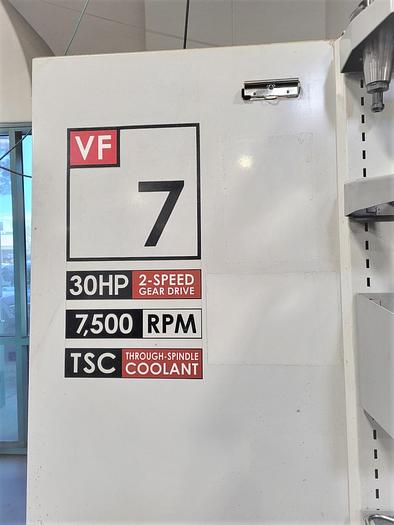 VF
7
30HP 2-SPEED
GEAR DRIVE
7,500 RPM
TSC THROUGH-SPINDLE
COOLANT